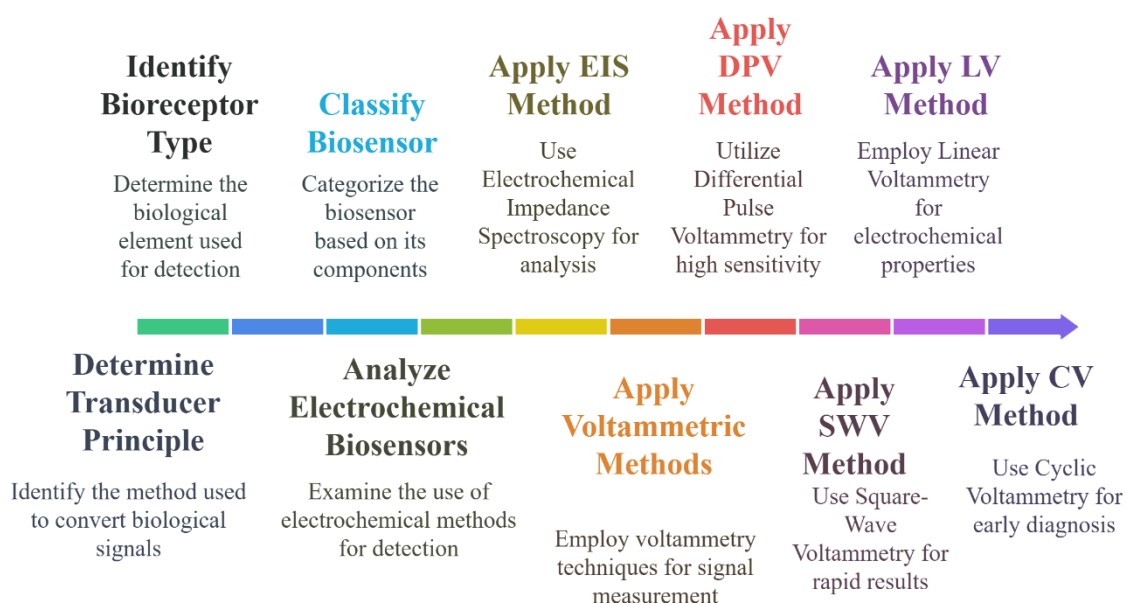 Identify
Bioreceptor
Type
Determine the
biological
element used
for detection
Classify
Biosensor
Categorize the
biosensor
based on its
components
Apply EIS
Method
Use
Electrochemical
Impedance
Spectroscopy for
analysis
Apply
DPV
Method
Utilize
Differential
Pulse
Voltammetry for
high sensitivity
Apply LV
Method
Employ Linear
Voltammetry
for
electrochemical
properties
Determine
Transducer
Principle
Identify the method used
to convert biological
signals
Analyze
Electrochemical
Biosensors
Examine the use of
electrochemical methods
for detection
Apply
Voltammetric
Methods
Employ voltammetry
techniques for signal
measurement
Apply
SWV
Method
Use Square-
Wave
Voltammetry for
rapid results
Apply CV
Method
Use Cyclic
Voltammetry for
early diagnosis